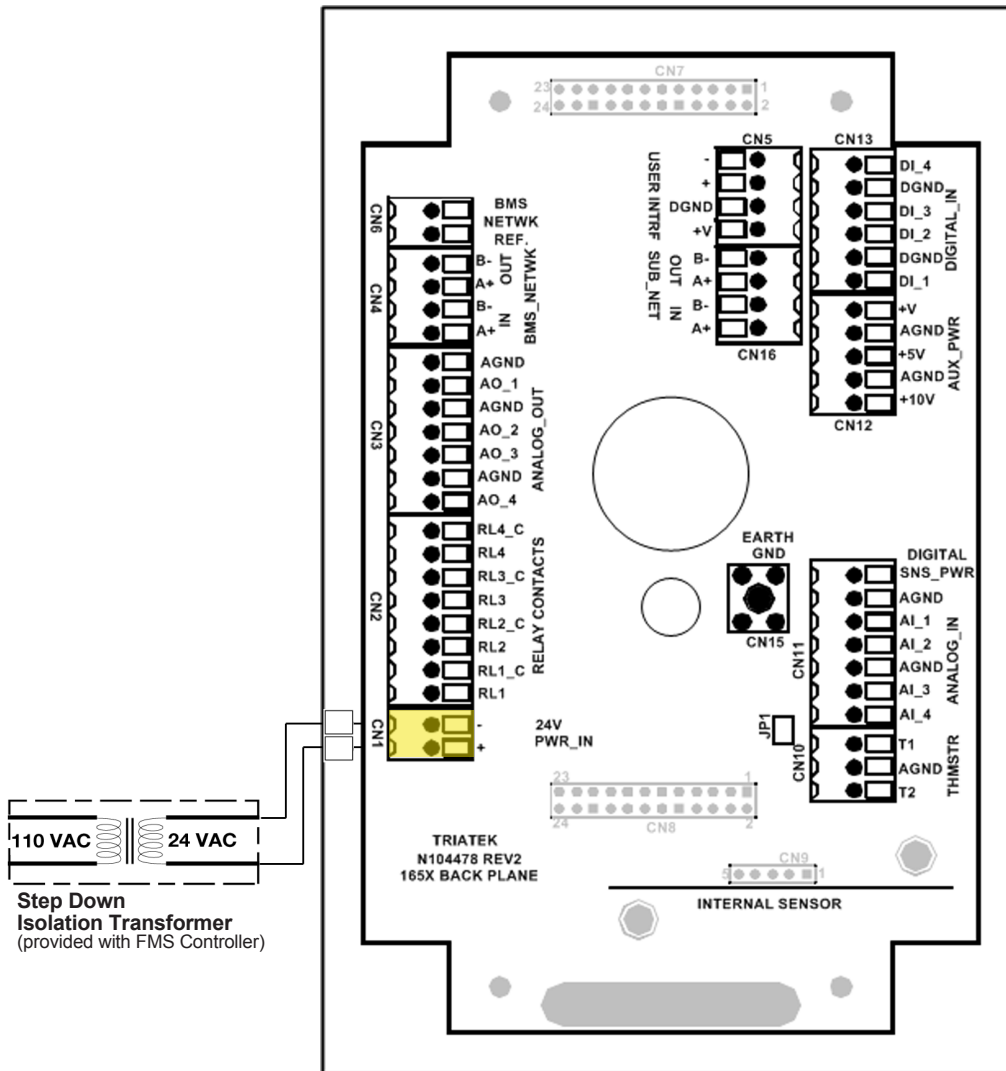 CN7
23 1
24 2
CN6
BMS
NETWK
REF.
CN4
B-
A+
B-
A+
OUT
IN
BMS_NETWK
CN3
AGND
AO_1
AGND
AO_2
AO_3
AGND
AO_4
ANALOG_OUT
CN2
RL4_C
RL4
RL3_C
RL3
RL2_C
RL2
RL1_C
RL1
RELAY CONTACTS
CN1
-
+
24V
PWR_IN
CN5
USER INTRF
-
+
DGND
+V
SUB_NET
OUT
IN
B-
A+
B-
A+
CN16
CN13
DI_4
DGND
DI_3
DI_2
DGND
DI_1
DIGITAL_IN
+V
AGND
+5V
AGND
+10V
AUX_PWR
CN12
EARTH
GND
CN15
DIGITAL
SNS_PWR
AGND
AI_1
AI_2
AGND
AI_3
AI_4
ANALOG_IN
CN11
JP1
CN10
T1
AGND
T2
THMSTR
23 1
24 2
CN8
TRIATEK
N104478 REV2
165X BACK PLANE
CN9
5 1
INTERNAL SENSOR
110 VAC
24 VAC
Step Down
Isolation Transformer
(provided with FMS Controller)